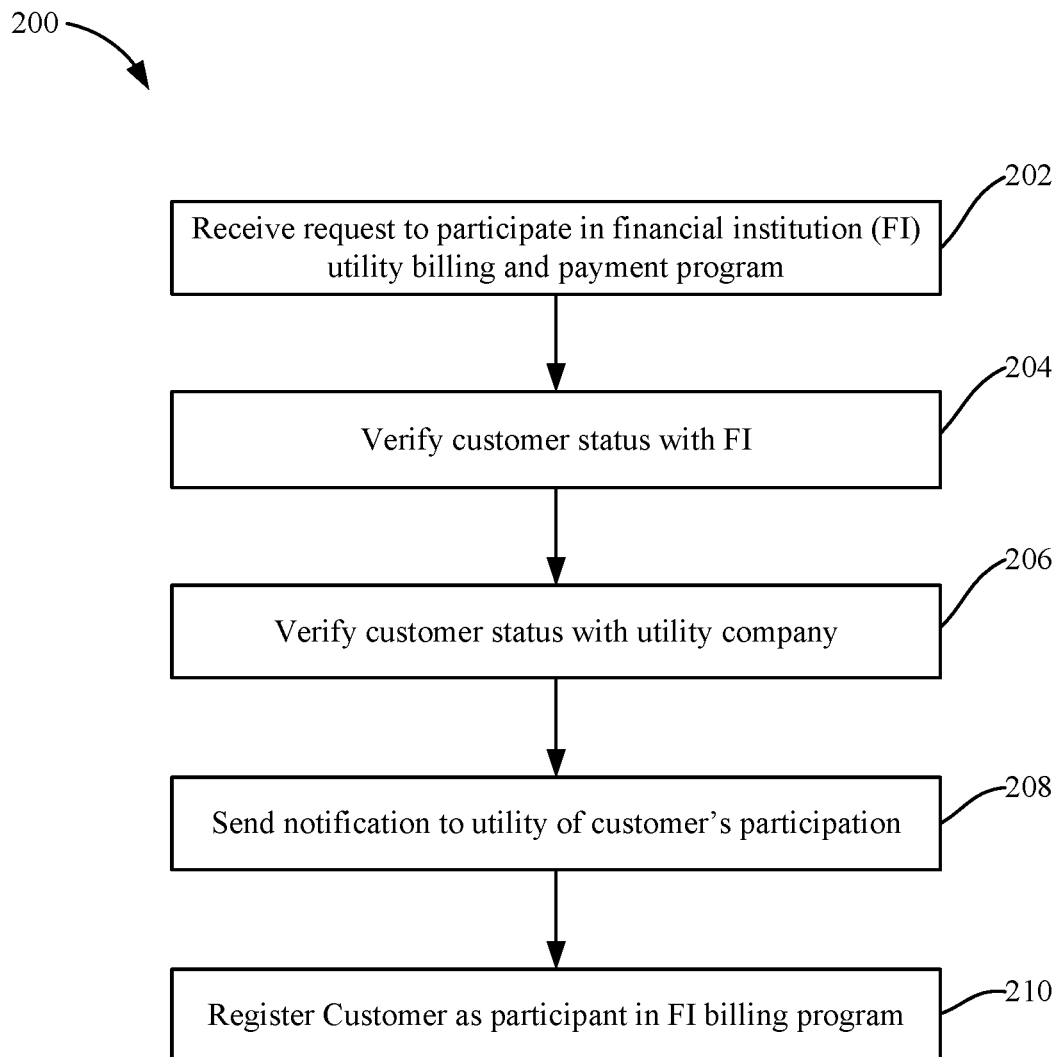 200
202
Receive request to participate in financial institution (FI)
utility billing and payment program
204
Verify customer status with FI
206
Verify customer status with utility company
208
Send notification to utility of customer’s participation
210
Register Customer as participant in FI billing program